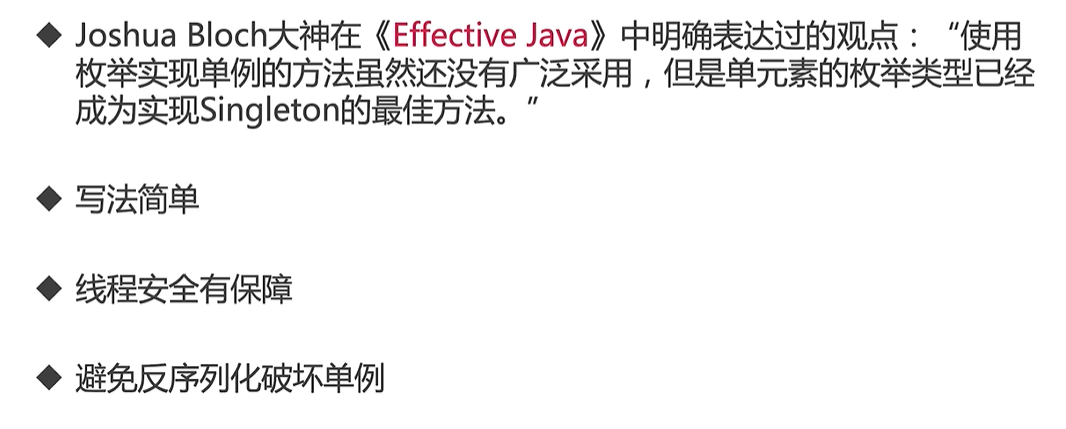 ◆ Joshua Bloch大神在《Effective Java》中明确表达过的观点：“使用
枚举实现单例的方法虽然还没有广泛采用，但是单元素的枚举类型已经
成为实现Singleton的最佳方法。”
◆ 写法简单
◆ 线程安全有保障
◆ 避免反序列化破坏单例